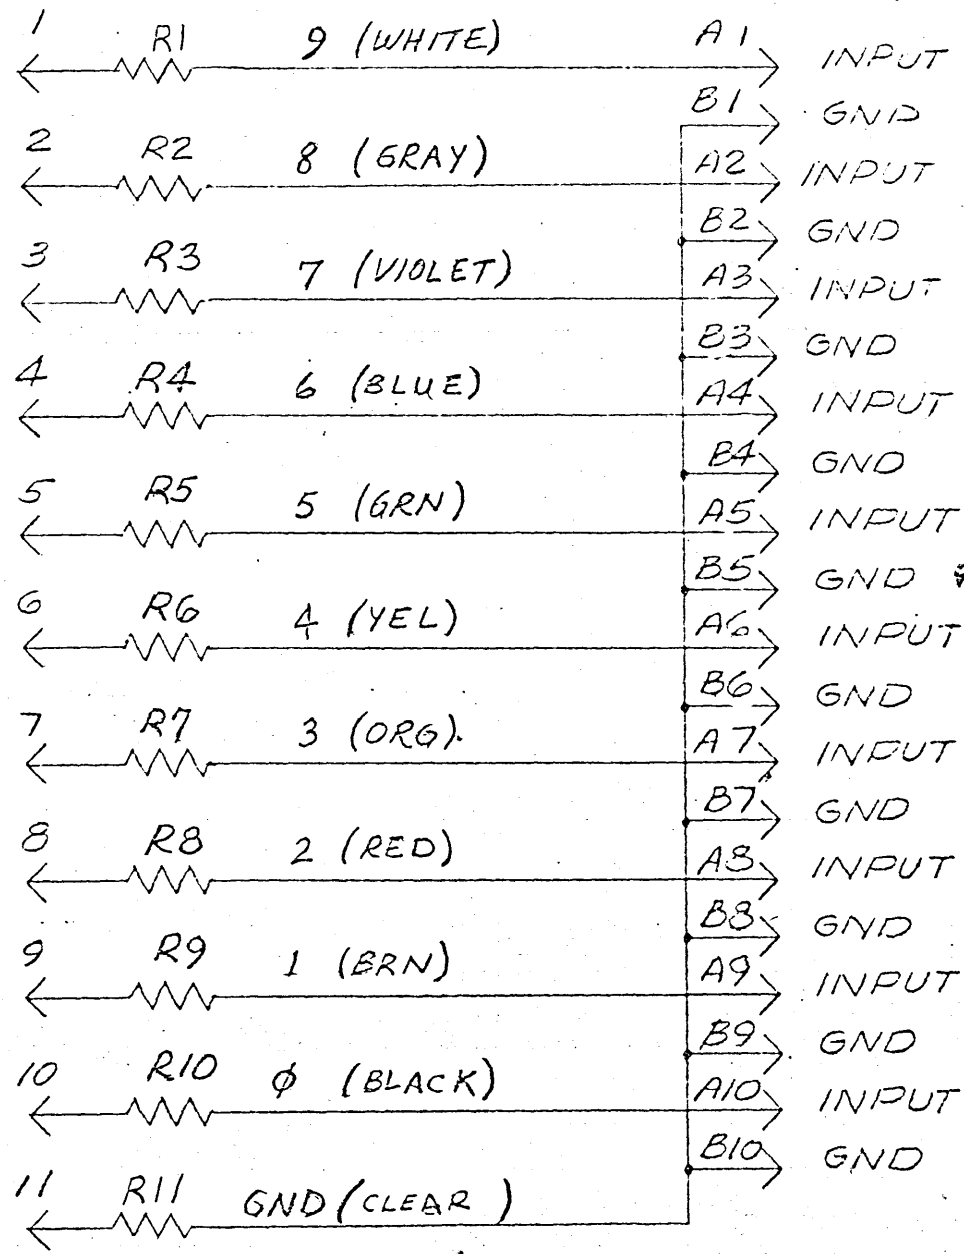 1 R1 9 (WHITE) A1 INPUT
B1 GND
2 R2 8 (GRAY) A2 INPUT
B2 GND
3 R3 7 (VIOLET) A3 INPUT
B3 GND
4 R4 6 (BLUE) A4 INPUT
B4 GND
5 R5 5 (GRN) A5 INPUT
B5 GND
6 R6 4 (YEL) A6 INPUT
B6 GND
7 R7 3 (ORG) A7 INPUT
B7 GND
8 R8 2 (RED) A8 INPUT
B8 GND
9 R9 1 (BRN) A9 INPUT
B9 GND
10 R10 φ (BLACK) A10 INPUT
B10 GND
11 R11 GND (CLEAR )